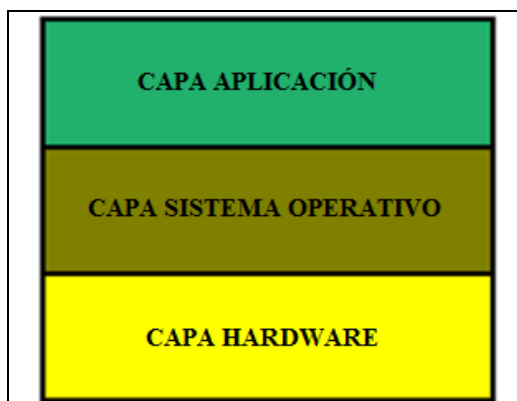 CAPA APLICACIÓN
CAPA SISTEMA OPERATIVO
CAPA HARDWARE